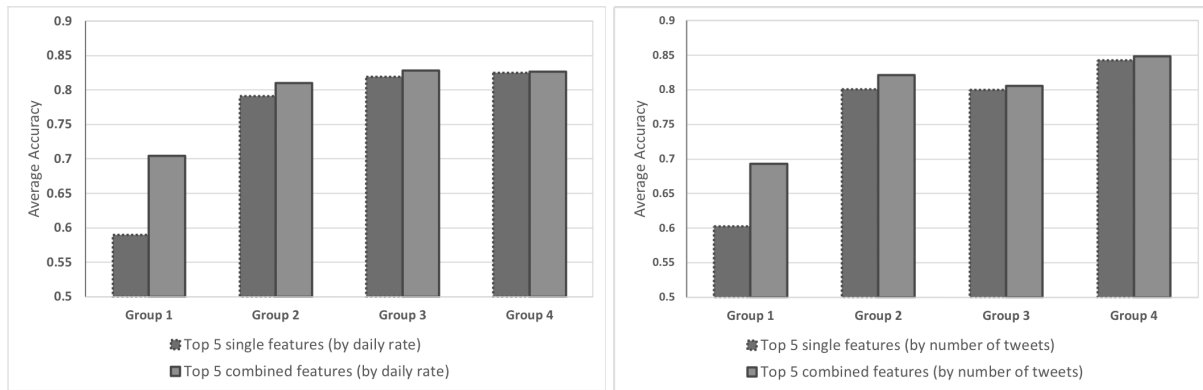 0.9
0.85
0.8
0.75
0.7
0.65
0.6
0.55
0.5
Average Accuracy
Group 1 Group 2 Group 3 Group 4
Top 5 single features (by daily rate)
Top 5 combined features (by daily rate)
0.9
0.85
0.8
0.75
0.7
0.65
0.6
0.55
0.5
Average Accuracy
Group 1 Group 2 Group 3 Group 4
Top 5 single features (by number of tweets)
Top 5 combined features (by number of tweets)